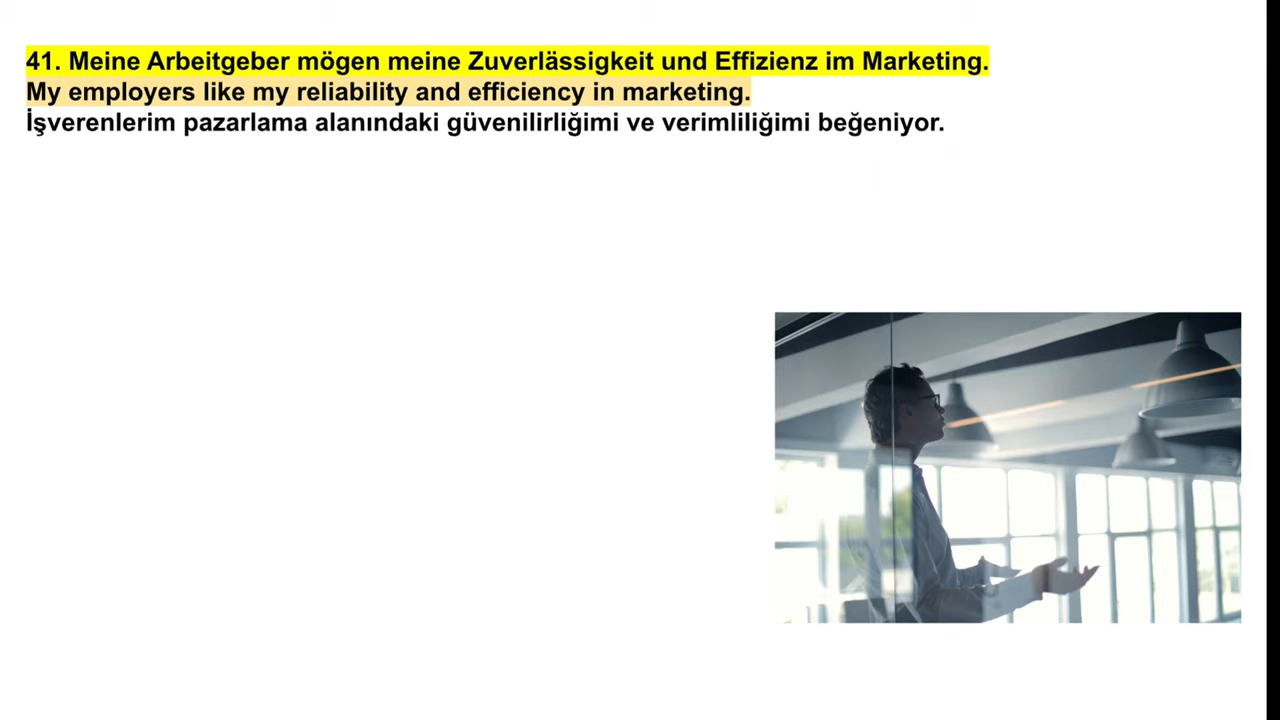 41. Meine Arbeitgeber mögen meine Zuverlässigkeit und Effizienz im Marketing.
My employers like my reliability and efficiency in marketing.
İşverenlerim pazarlama alanındaki güvenilirliğimi ve verimliliğimi beğeniyor.